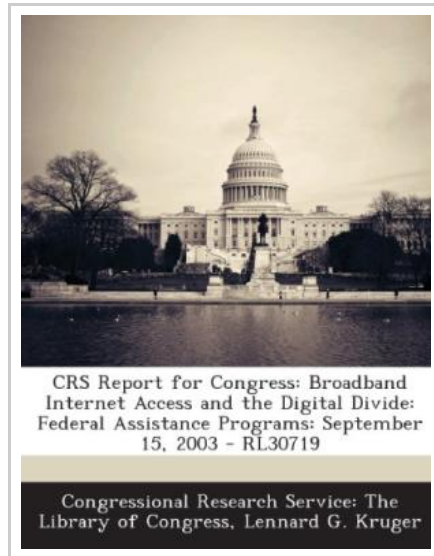 CRS Report for Congress: Broadband
Internet Access and the Digital Divide:
Federal Assistance Programs: September
15, 2003 - RL30719
Congressional Research Service: The
Library of Congress, Lennard G. Kruger